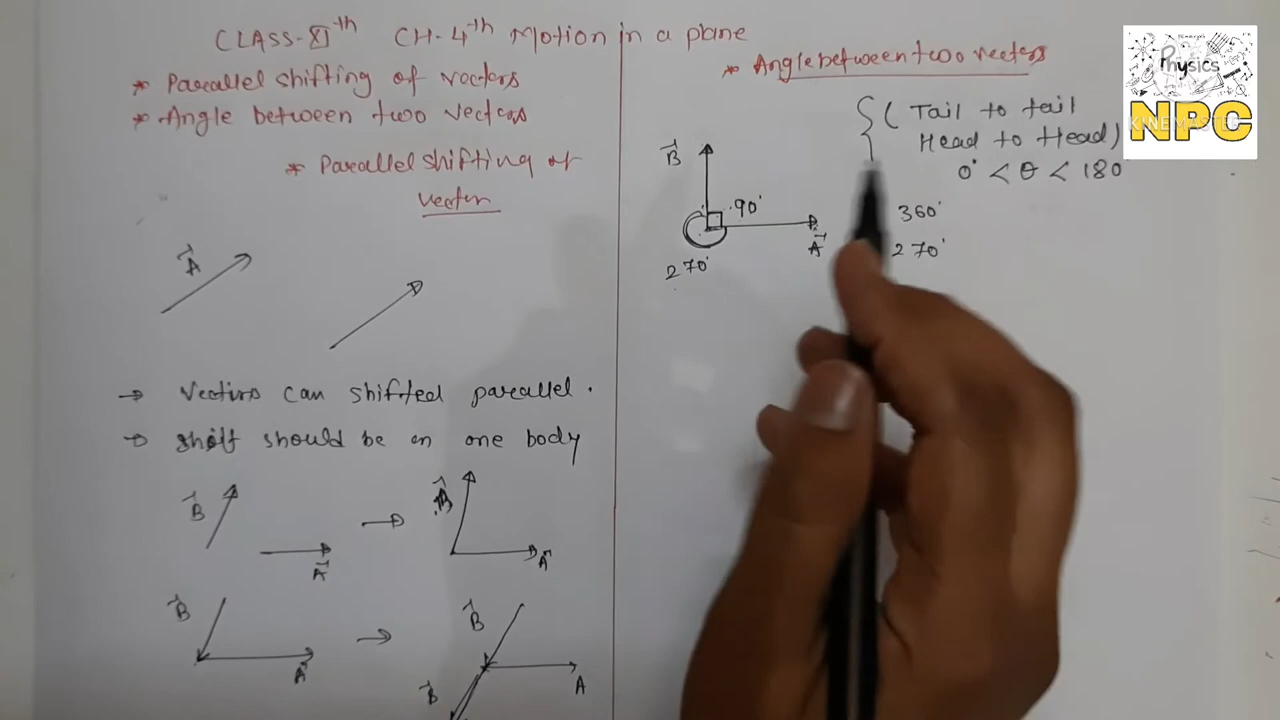 CLASS-XIth CH-4th Motion in a plane
* Parallel shifting of vectors
* Angle between two vectors
* Parallel shifting of
vector
A
→ Vectors can shifted parallel.
→ shift should be on one body
B
A
B
A
B
A
B
A
B
* Angle between two vectors
( Tail to tail
Head to Head)
0° < θ < 180°
B
90°
A
270°
360°
270°
Physics
NPC
KINEMASTER